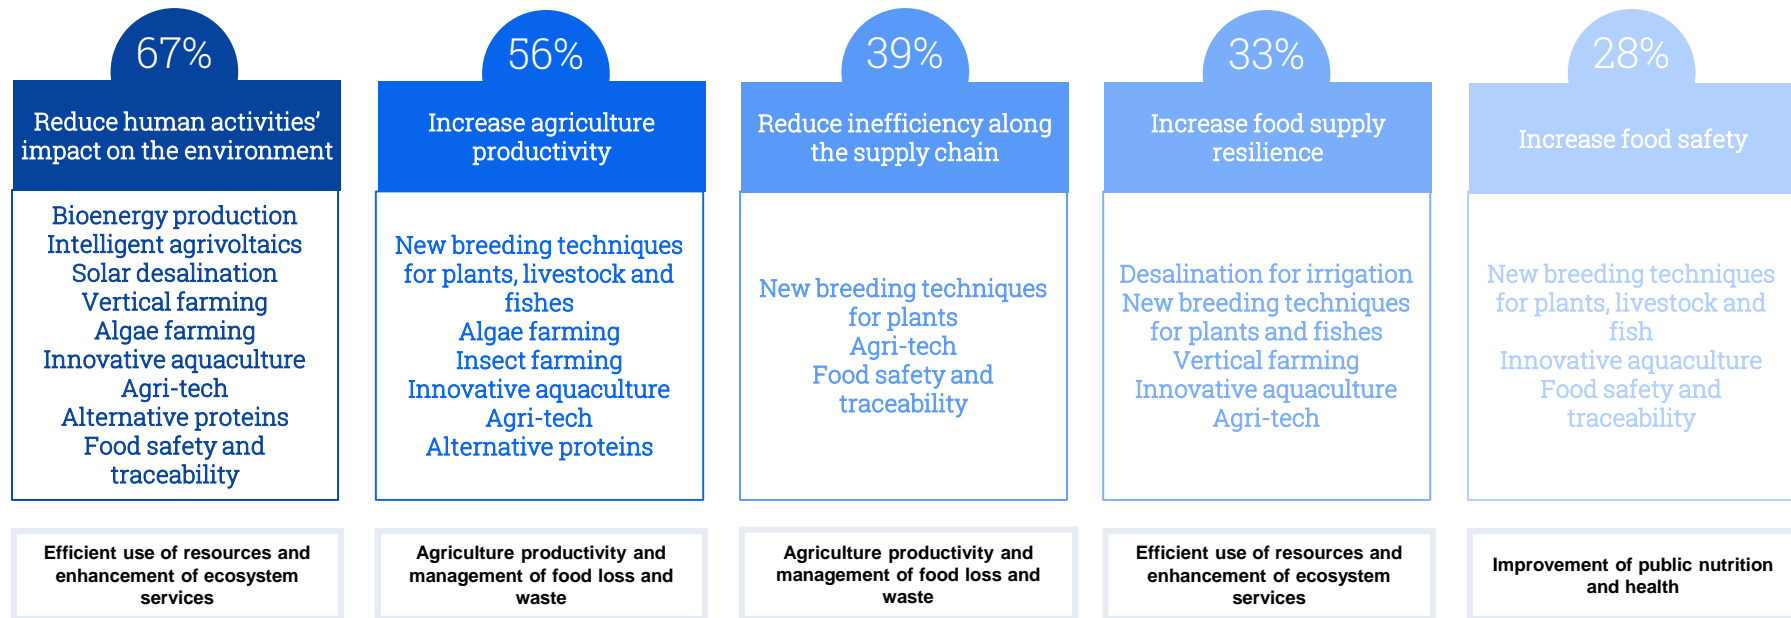 67%
Reduce human activities'
impact on the environment
Bioenergy production
Intelligent agrivoltaics
Solar desalination
Vertical farming
Algae farming
Innovative aquaculture
Agri-tech
Alternative proteins
Food safety and
traceability
Efficient use of resources and
enhancement of ecosystem
services
56%
Increase agriculture
productivity
New breeding techniques
for plants, livestock and
fishes
Algae farming
Insect farming
Innovative aquaculture
Agri-tech
Alternative proteins
Agriculture productivity and
management of food loss and
waste
39%
Reduce inefficiency along
the supply chain
New breeding techniques
for plants
Agri-tech
Food safety and
traceability
Agriculture productivity and
management of food loss and
waste
33%
Increase food supply
resilience
Desalination for irrigation
New breeding techniques
for plants and fishes
Vertical farming
Innovative aquaculture
Agri-tech
Efficient use of resources and
enhancement of ecosystem
services
28%
Increase food safety
New breeding techniques
for plants, livestock and
fish
Innovative aquaculture
Food safety and
traceability
Improvement of public nutrition
and health